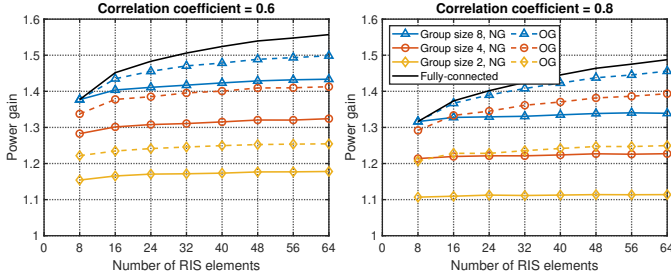 Correlation coefficient = 0.6
Power gain
1.6
1.5
1.4
1.3
1.2
1.1
1
0 8 16 24 32 40 48 56 64
Number of RIS elements
Correlation coefficient = 0.8
Group size 8, NG OG
Group size 4, NG OG
Group size 2, NG OG
Fully-connected
Power gain
1.6
1.5
1.4
1.3
1.2
1.1
1
0 8 16 24 32 40 48 56 64
Number of RIS elements